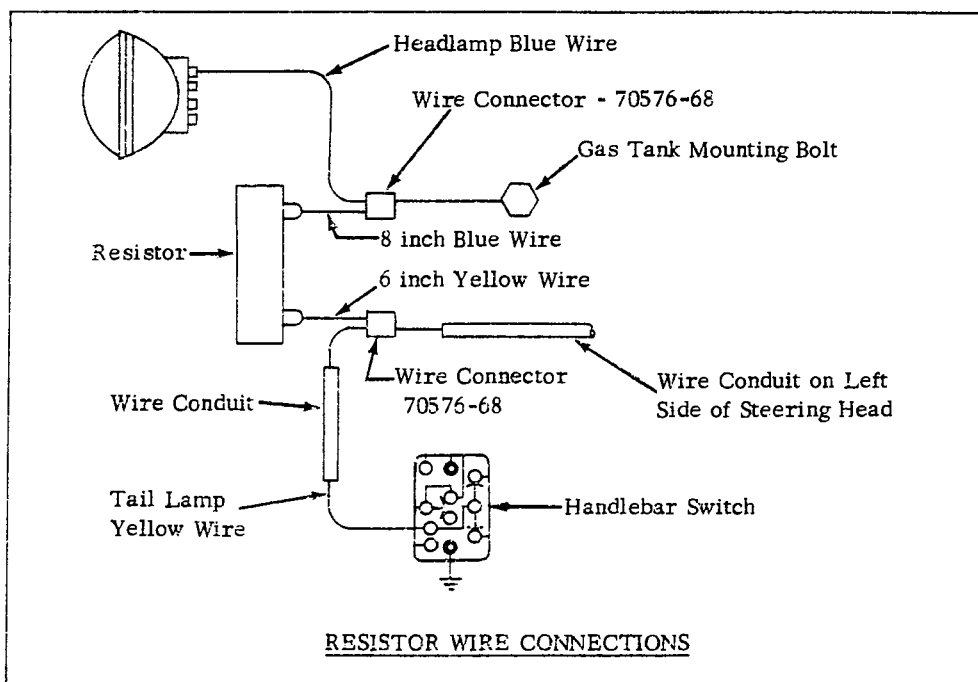 Headlamp Blue Wire
Wire Connector - 70576-68
Gas Tank Mounting Bolt
8 inch Blue Wire
Resistor
6 inch Yellow Wire
Wire Connector
70576-68
Wire Conduit on Left
Side of Steering Head
Wire Conduit
Tail Lamp
Yellow Wire
Handlebar Switch
RESISTOR WIRE CONNECTIONS